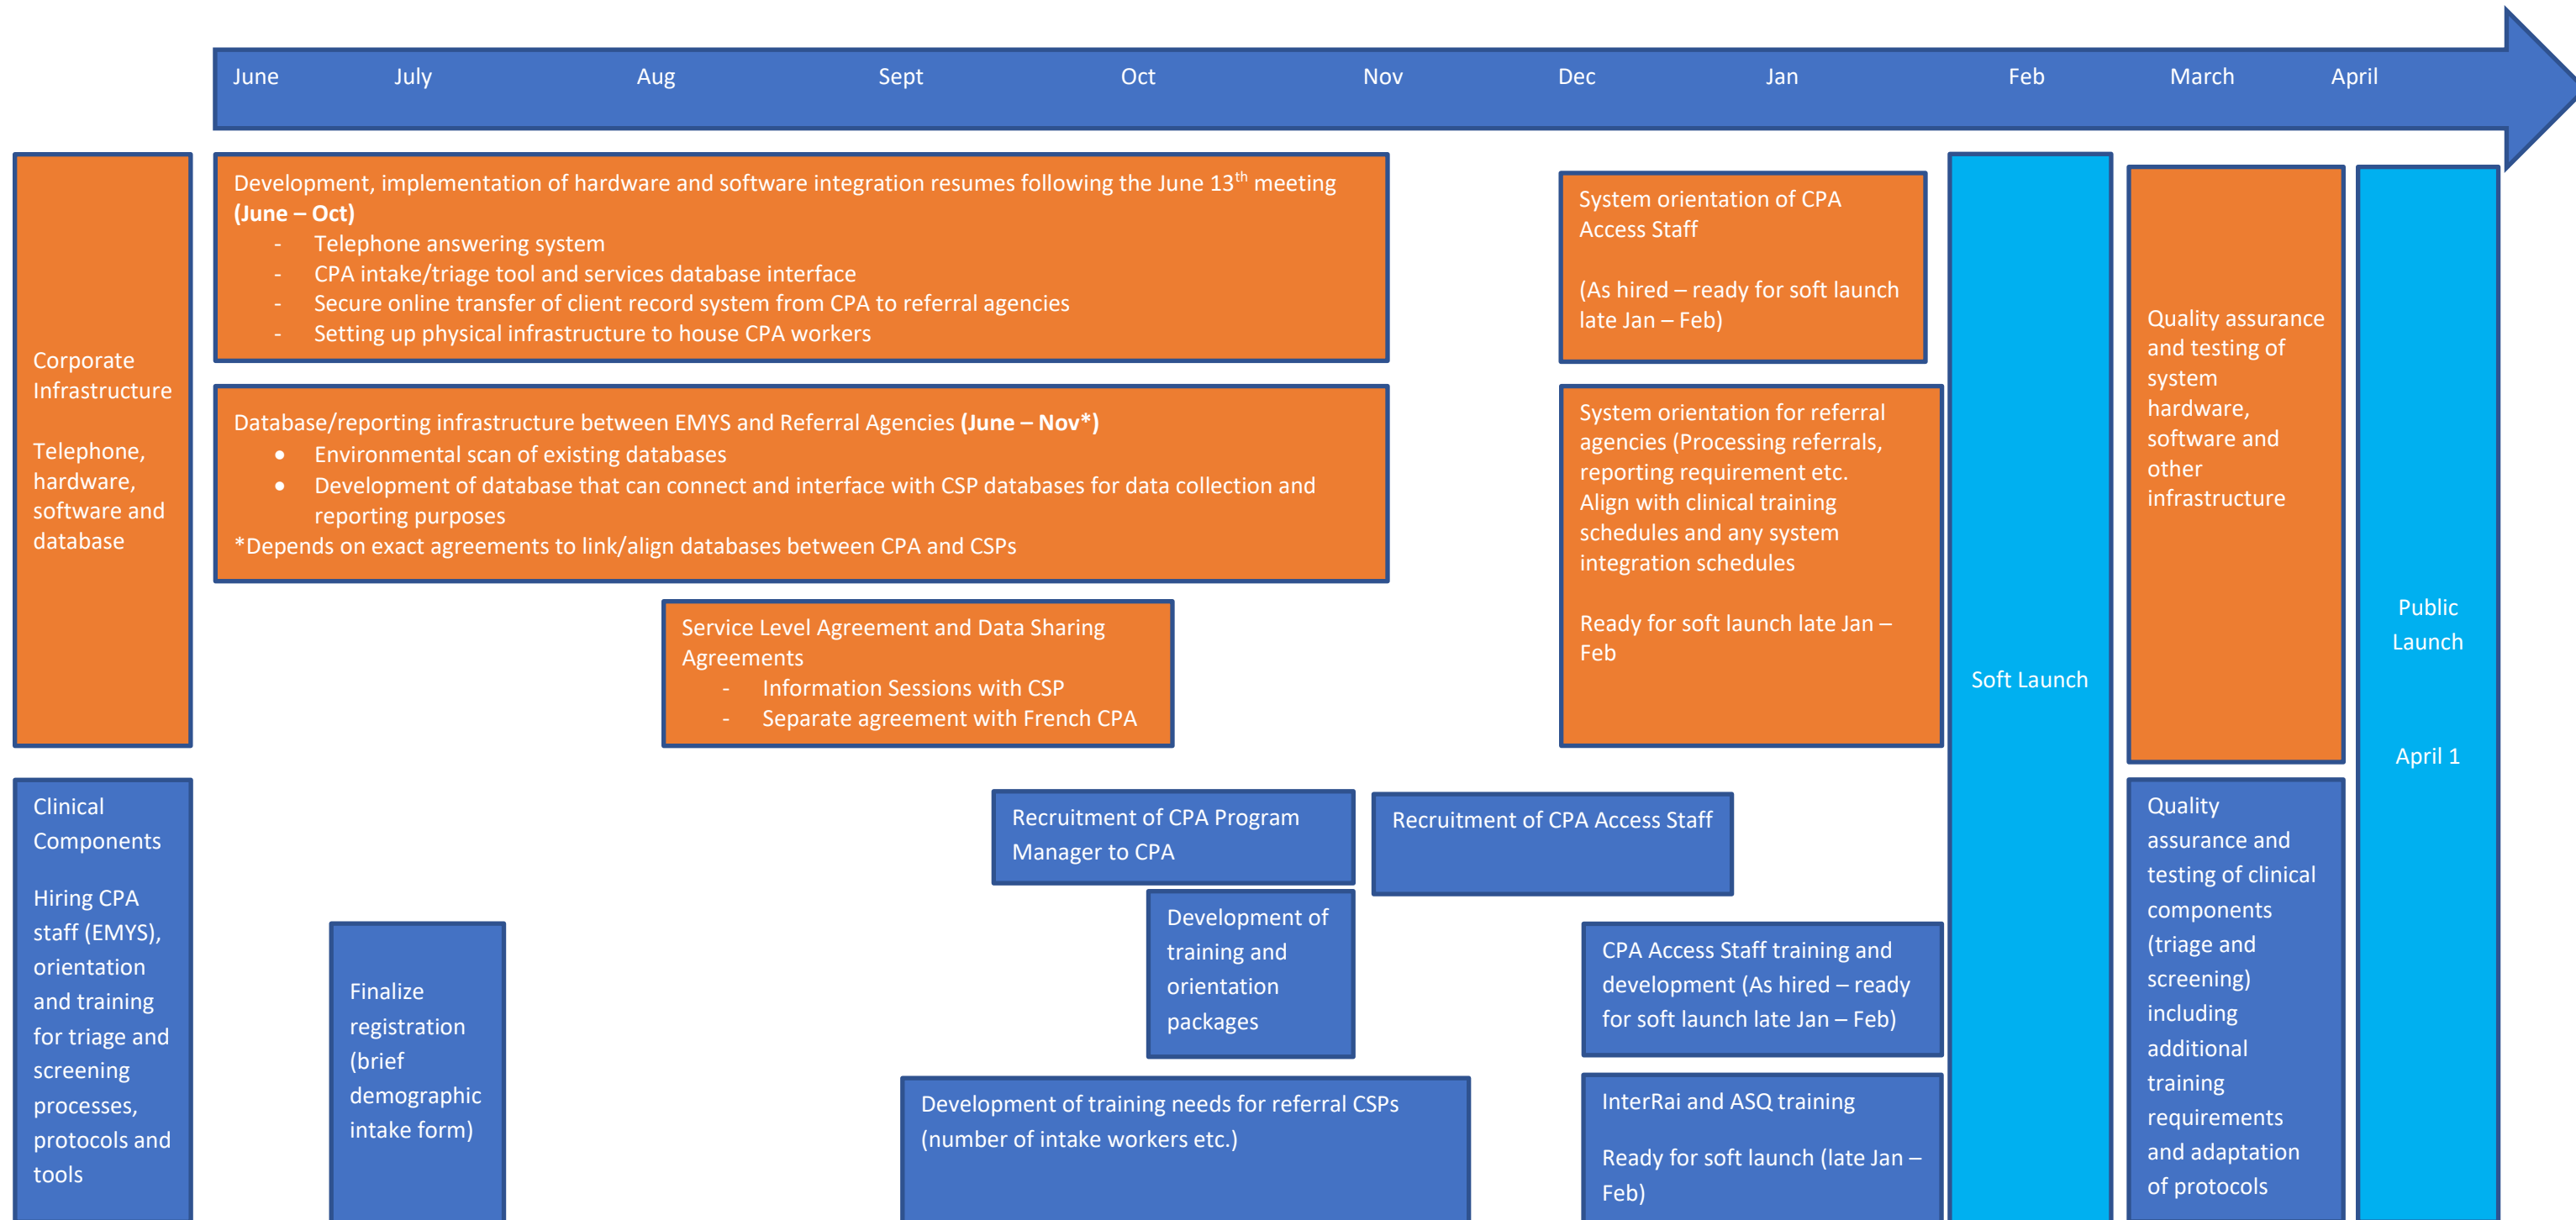 June July Aug Sept Oct Nov Dec Jan Feb March April
Corporate
Infrastructure
Telephone,
hardware,
software and
database
Development, implementation of hardware and software integration resumes following the June 13th meeting
(June – Oct)
- Telephone answering system
- CPA intake/triage tool and services database interface
- Secure online transfer of client record system from CPA to referral agencies
- Setting up physical infrastructure to house CPA workers
Database/reporting infrastructure between EMYS and Referral Agencies (June – Nov*)
• Environmental scan of existing databases
• Development of database that can connect and interface with CSP databases for data collection and
reporting purposes
*Depends on exact agreements to link/align databases between CPA and CSPs
Service Level Agreement and Data Sharing
Agreements
- Information Sessions with CSP
- Separate agreement with French CPA
System orientation of CPA
Access Staff
(As hired – ready for soft launch
late Jan – Feb)
System orientation for referral
agencies (Processing referrals,
reporting requirement etc.
Align with clinical training
schedules and any system
integration schedules
Ready for soft launch late Jan –
Feb
Soft Launch
Quality assurance
and testing of
system
hardware,
software and
other
infrastructure
Public
Launch
April 1
Clinical
Components
Hiring CPA
staff (EMYS),
orientation
and training
for triage and
screening
processes,
protocols and
tools
Finalize
registration
(brief
demographic
intake form)
Recruitment of CPA Program
Manager to CPA
Development of
training and
orientation
packages
Development of training needs for referral CSPs
(number of intake workers etc.)
Recruitment of CPA Access Staff
CPA Access Staff training and
development (As hired – ready
for soft launch late Jan – Feb)
InterRai and ASQ training
Ready for soft launch (late Jan –
Feb)
Quality
assurance and
testing of clinical
components
(triage and
screening)
including
additional
training
requirements
and adaptation
of protocols